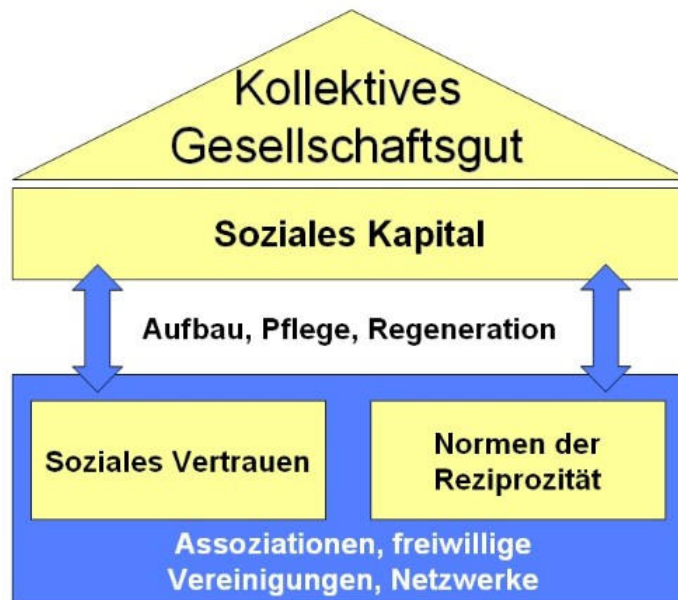 Kollektives
Gesellschaftsgut
Soziales Kapital
Aufbau, Pflege, Regeneration
Soziales Vertrauen
Normen der
Reziprozität
Assoziationen, freiwillige
Vereinigungen, Netzwerke